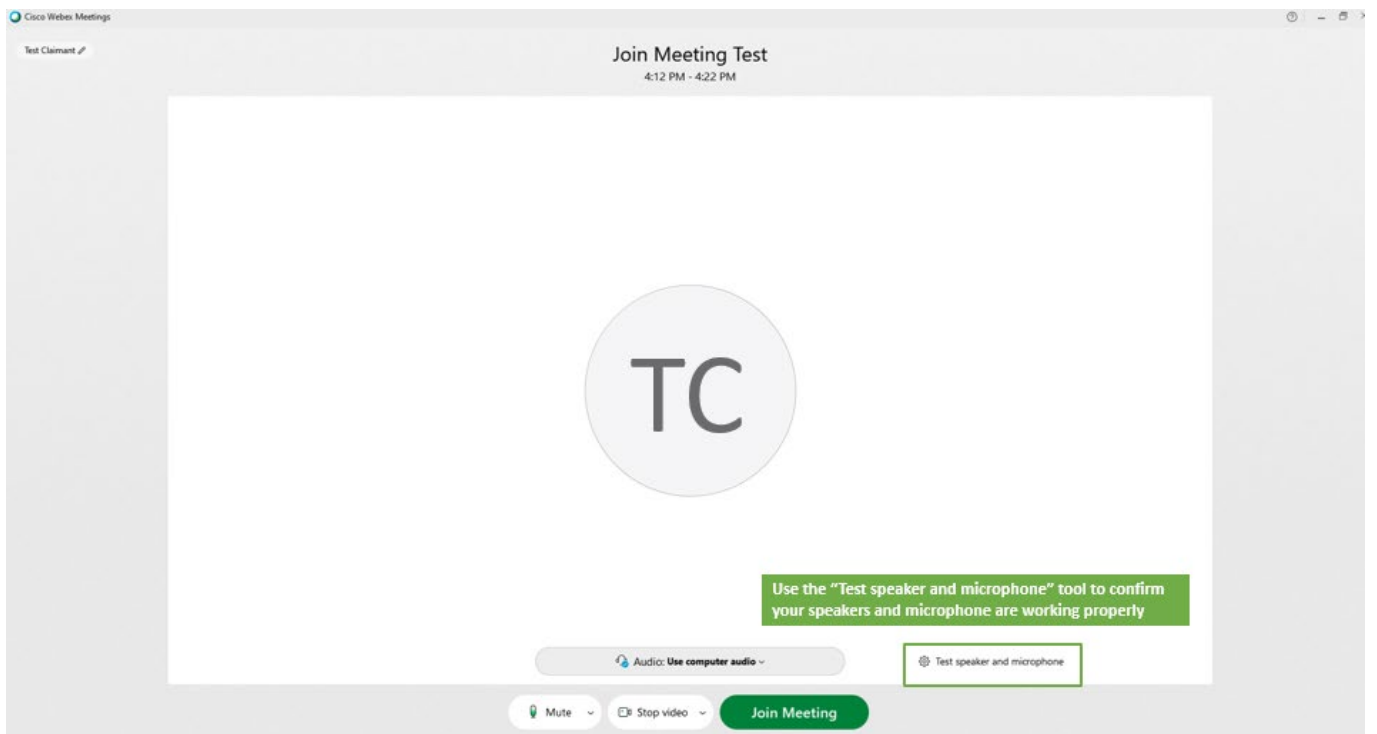 Cisco Webex Meetings
Test Claimant
Join Meeting Test
4:12 PM - 4:22 PM
TC
Use the “Test speaker and microphone” tool to confirm
your speakers and microphone are working properly
Audio: Use computer audio
Test speaker and microphone
Mute
Stop video
Join Meeting